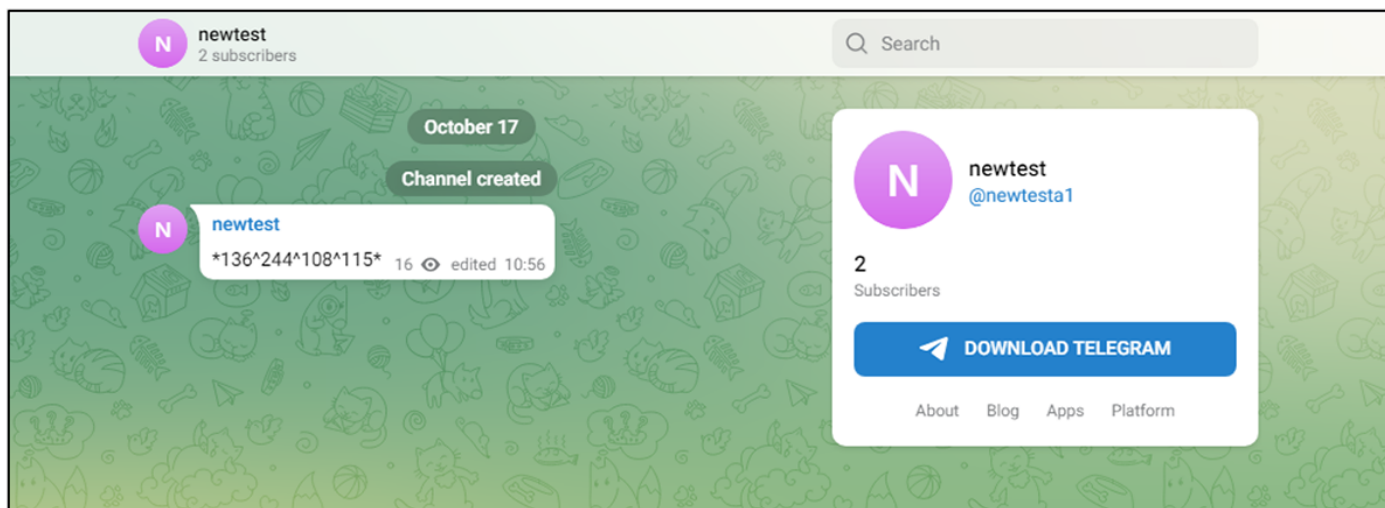 N
newtest
2 subscribers
Search
October 17
Channel created
N
newtest
*136^244^108^115* 16 edited 10:56
N
newtest
@newtesta1
2
Subscribers
DOWNLOAD TELEGRAM
About Blog Apps Platform